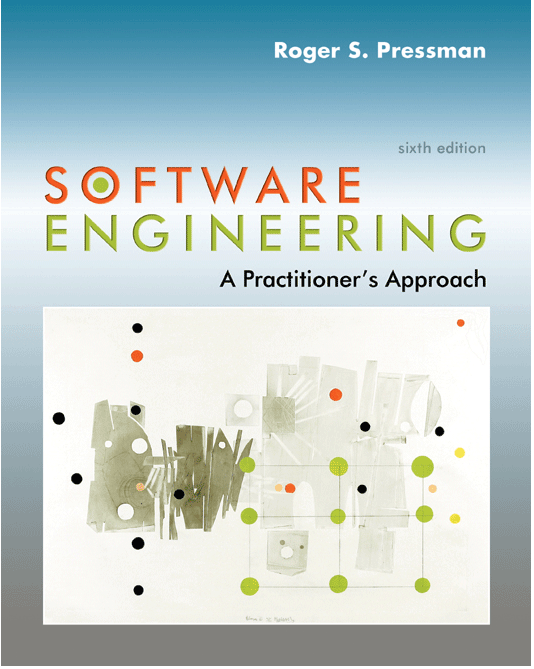 Roger S. Pressman
sixth edition
SOFTWARE
ENGINEERING
A Practitioner's Approach